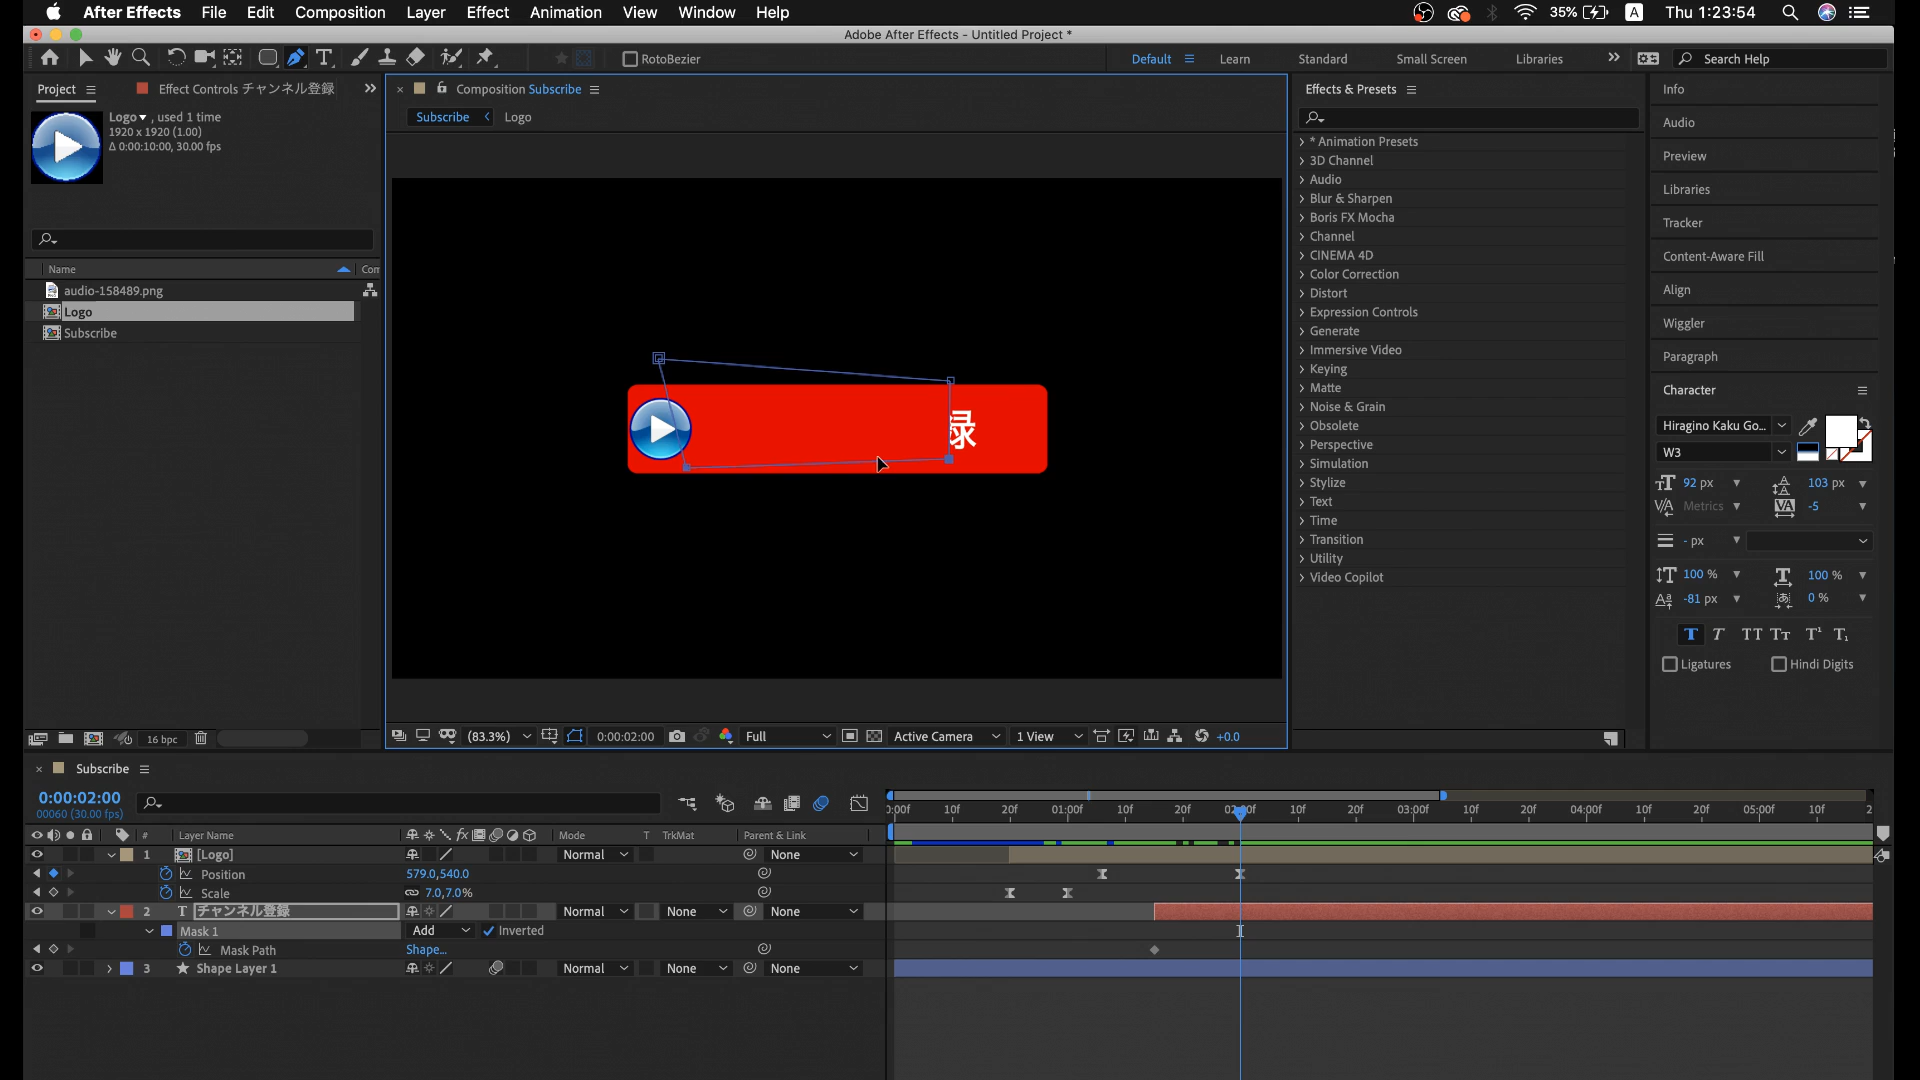 After Effects File Edit Composition Layer Effect Animation View Window Help 35% A Thu 1:23:54
Adobe After Effects - Untitled Project *
RotoBezier Default Learn Standard Small Screen Libraries Search Help
Project Effect Controls チャンネル登録
Composition Subscribe
Effects & Presets
Info
Logo , used 1 time
1920 x 1920 (1.00)
Δ 0:00:10:00, 30.00 fps
Subscribe Logo
Audio
Preview
Libraries
Tracker
Content-Aware Fill
Align
Wiggler
Paragraph
Character
Name Com
audio-158489.png
Logo
Subscribe
録
* Animation Presets
3D Channel
Audio
Blur & Sharpen
Boris FX Mocha
Channel
CINEMA 4D
Color Correction
Distort
Expression Controls
Generate
Immersive Video
Keying
Matte
Noise & Grain
Obsolete
Perspective
Simulation
Stylize
Text
Time
Transition
Utility
Video Copilot
Hiragino Kaku Go...
W3
92 px 103 px
Metrics -5
- px
100 % 100 %
-81 px 0 %
T T TT Tt T¹ T₁
Ligatures Hindi Digits
16 bpc
(83.3%) 0:00:02:00 Full Active Camera 1 View +0.0
Subscribe
0:00:02:00
00060 (30.00 fps)
):00f 10f 20f 01:00f 10f 20f 02:00f 10f 20f 03:00f 10f 20f 04:00f 10f 20f 05:00f 10f 2
# Layer Name fx Mode T TrkMat Parent & Link
1 [Logo] Normal None
Position 579.0,540.0
Scale 7.0,7.0%
2 T チャンネル登録 Normal None None
Mask 1 Add Inverted
Mask Path Shape...
3 Shape Layer 1 Normal None None